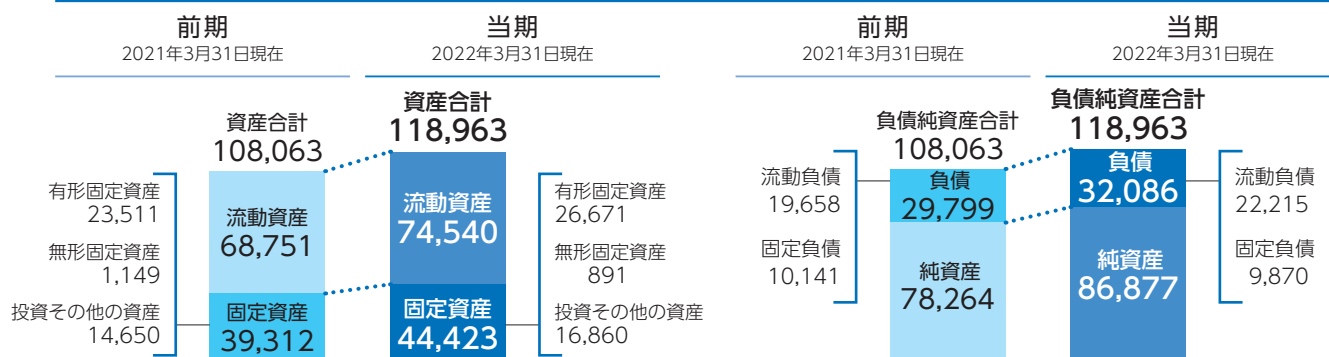 前期
2021年3月31日現在
当期
2022年3月31日現在
資産合計
108,063
資産合計
118,963
有形固定資産
23,511
無形固定資産
1,149
投資その他の資産
14,650
流動資産
68,751
固定資産
39,312
流動資産
74,540
固定資産
44,423
有形固定資産
26,671
無形固定資産
891
投資その他の資産
16,860
前期
2021年3月31日現在
当期
2022年3月31日現在
負債純資産合計
108,063
負債純資産合計
118,963
流動負債
19,658
固定負債
10,141
負債
29,799
純資産
78,264
負債
32,086
純資産
86,877
流動負債
22,215
固定負債
9,870